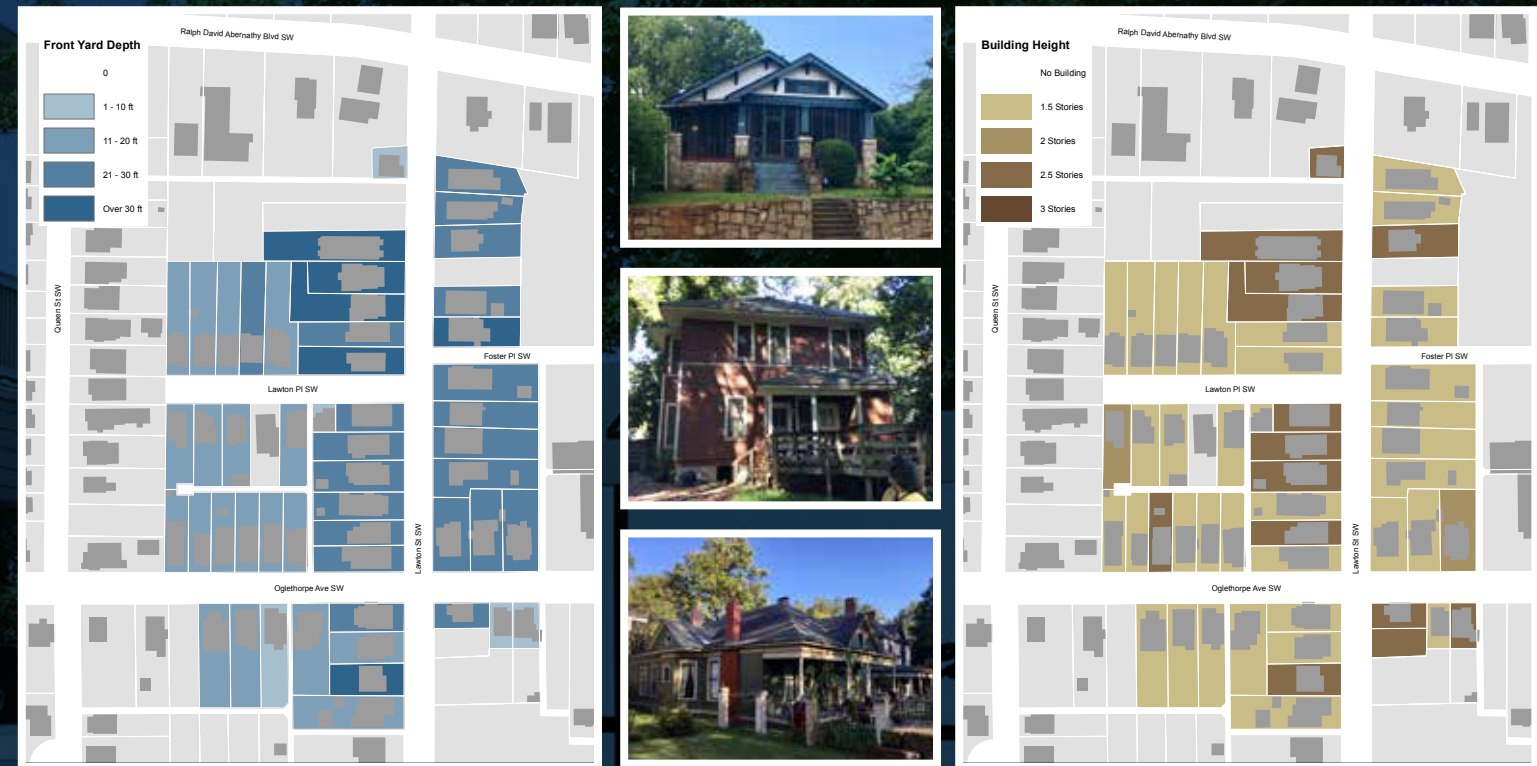 Ralph David Abernathy Blvd SW
Front Yard Depth
0
1 - 10 ft
11 - 20 ft
21 - 30 ft
Over 30 ft
Queen St SW
Foster Pl SW
Lawton Pl SW
Lawton St SW
Oglethorpe Ave SW
Ralph David Abernathy Blvd SW
Building Height
No Building
1.5 Stories
2 Stories
2.5 Stories
3 Stories
Queen St SW
Foster Pl SW
Lawton Pl SW
Lawton St SW
Oglethorpe Ave SW